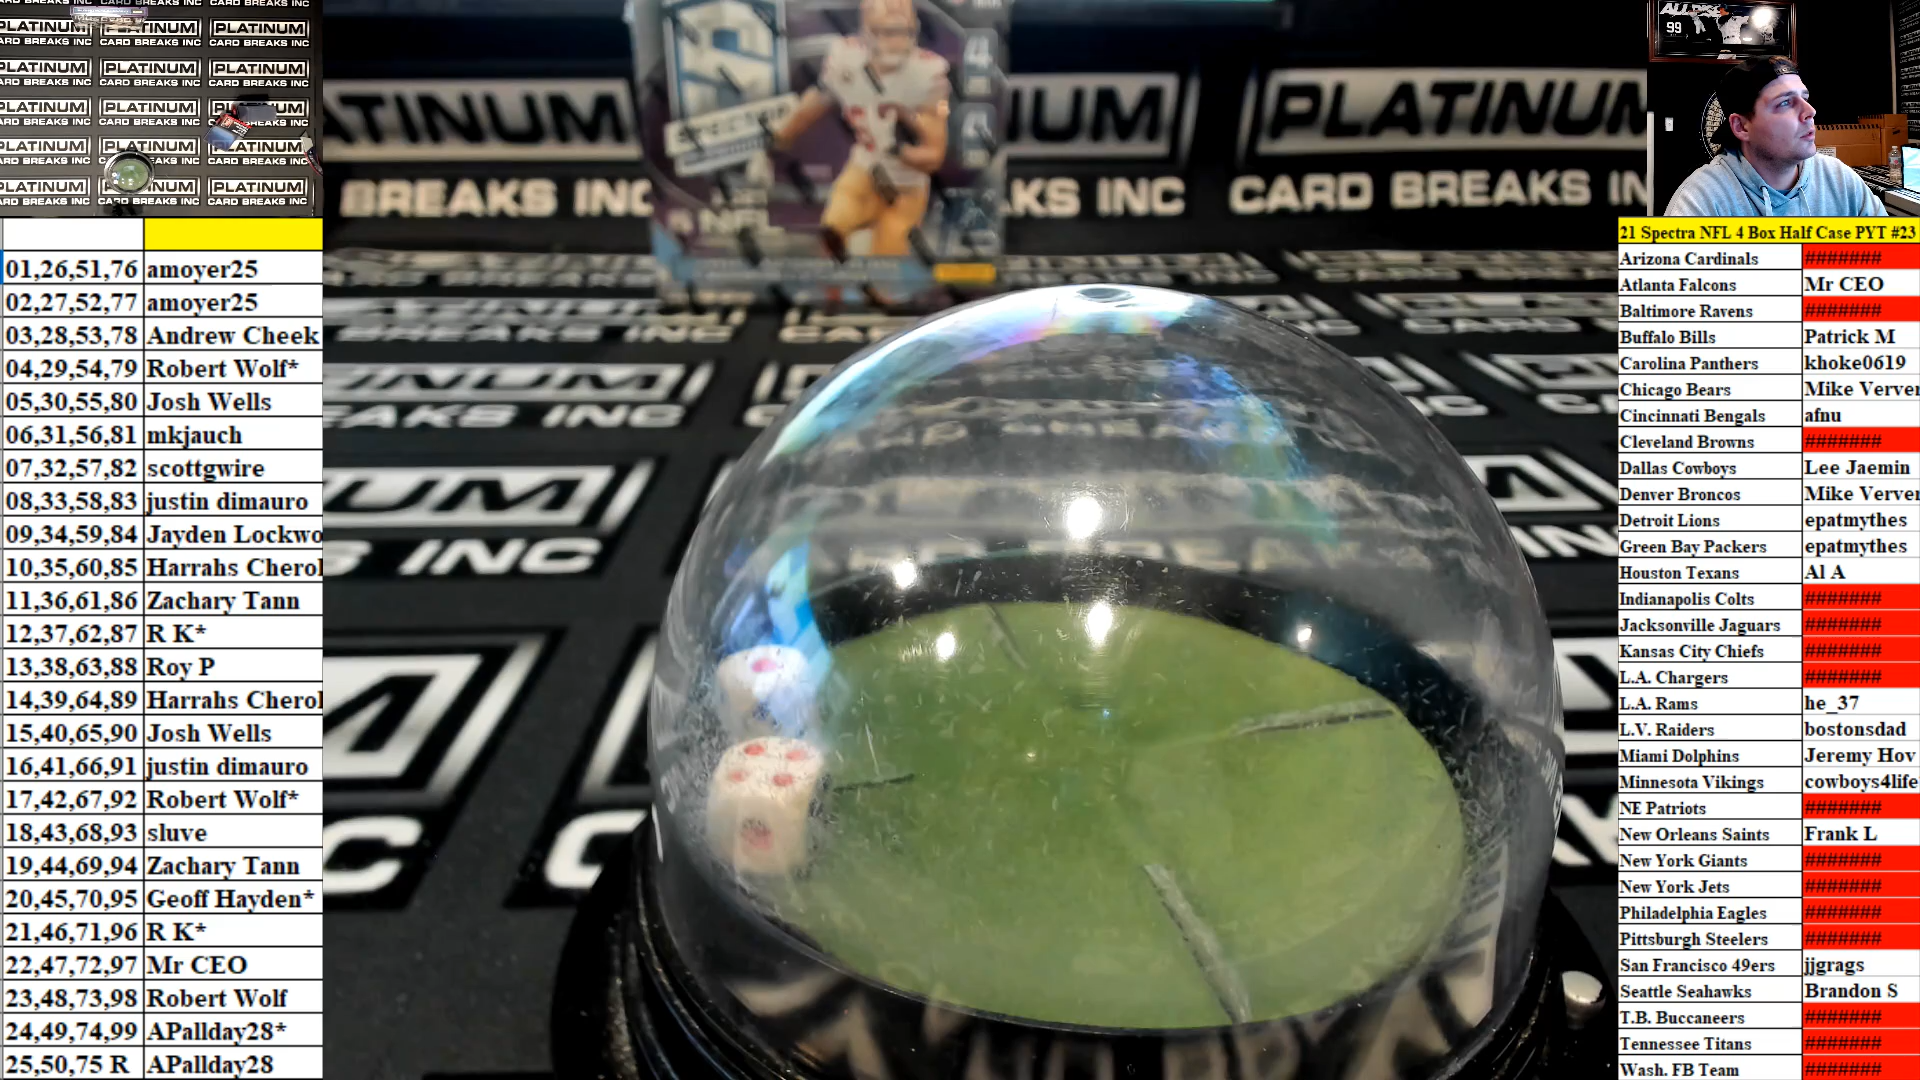 01,26,51,76 amoyer25
02,27,52,77 amoyer25
03,28,53,78 Andrew Cheek
04,29,54,79 Robert Wolf*
05,30,55,80 Josh Wells
06,31,56,81 mkjauch
07,32,57,82 scottgwire
08,33,58,83 justin dimauro
09,34,59,84 Jayden Lockwo
10,35,60,85 Harrahs Cherol
11,36,61,86 Zachary Tann
12,37,62,87 R K*
13,38,63,88 Roy P
14,39,64,89 Harrahs Cherol
15,40,65,90 Josh Wells
16,41,66,91 justin dimauro
17,42,67,92 Robert Wolf*
18,43,68,93 sluve
19,44,69,94 Zachary Tann
20,45,70,95 Geoff Hayden*
21,46,71,96 R K*
22,47,72,97 Mr CEO
23,48,73,98 Robert Wolf
24,49,74,99 APallday28*
25,50,75 R APallday28
PLATINUM
CARD BREAKS INC
NFL
99
21 Spectra NFL 4 Box Half Case PYT #23
Arizona Cardinals #######
Atlanta Falcons Mr CEO
Baltimore Ravens #######
Buffalo Bills Patrick M
Carolina Panthers khoke0619
Chicago Bears Mike Verver
Cincinnati Bengals afnu
Cleveland Browns #######
Dallas Cowboys Lee Jaemin
Denver Broncos Mike Verver
Detroit Lions epatmythes
Green Bay Packers epatmythes
Houston Texans Al A
Indianapolis Colts #######
Jacksonville Jaguars #######
Kansas City Chiefs #######
L.A. Chargers #######
L.A. Rams he_37
L.V. Raiders bostonsdad
Miami Dolphins Jeremy Hov
Minnesota Vikings cowboys4life
NE Patriots #######
New Orleans Saints Frank L
New York Giants #######
New York Jets #######
Philadelphia Eagles #######
Pittsburgh Steelers #######
San Francisco 49ers jjgrags
Seattle Seahawks Brandon S
T.B. Buccaneers #######
Tennessee Titans #######
Wash. FB Team #######